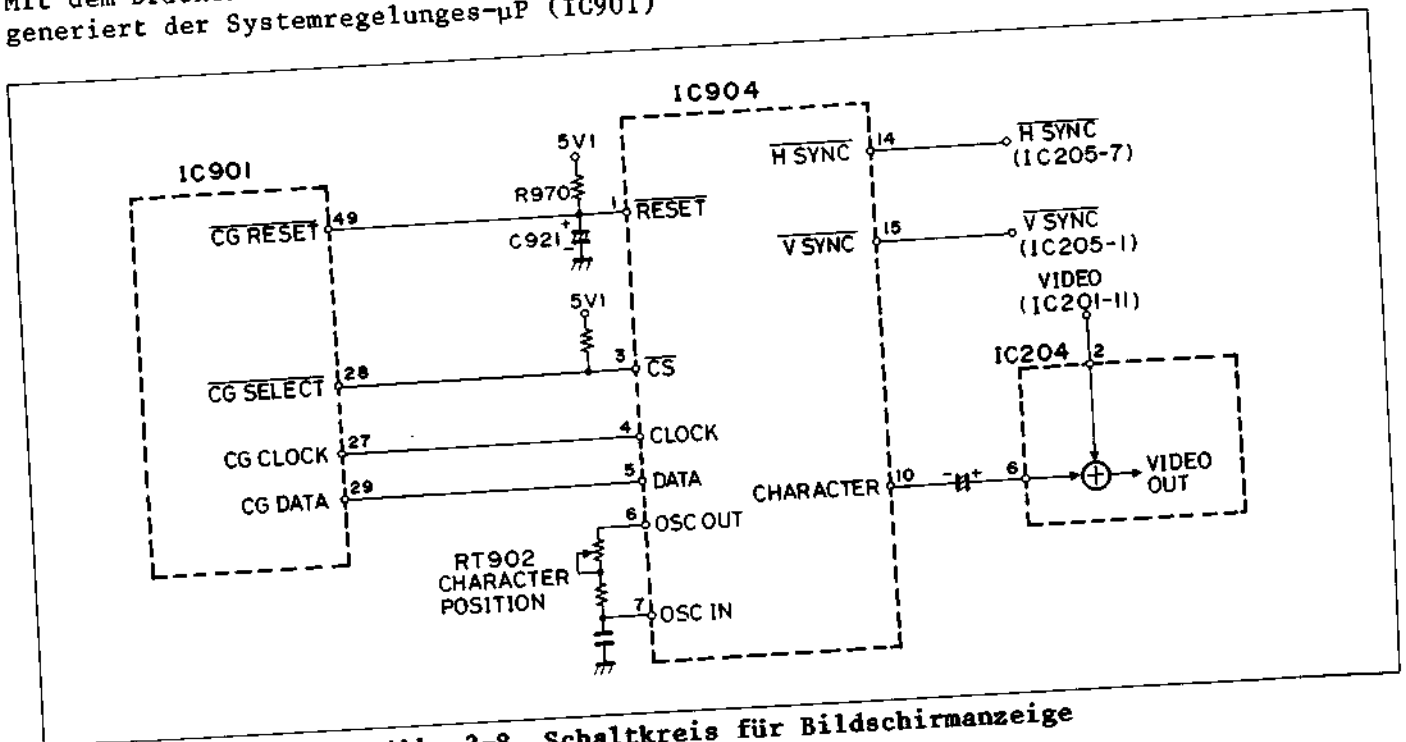 generiert der Systemregelunges-µP (IC901)
IC904
IC901
5V1
R970
C921
+
-
CG RESET
49
1
RESET
H SYNC
14
H SYNC
(IC205-7)
V SYNC
15
V SYNC
(IC205-1)
VIDEO
(IC201-11)
5V1
CG SELECT
28
3
CS
IC204
2
CG CLOCK
27
4
CLOCK
CG DATA
29
5
DATA
CHARACTER
10
- +
6
+
VIDEO
OUT
6
OSC OUT
RT902
CHARACTER
POSITION
7
OSC IN
Schaltkreis für Bildschirmanzeige